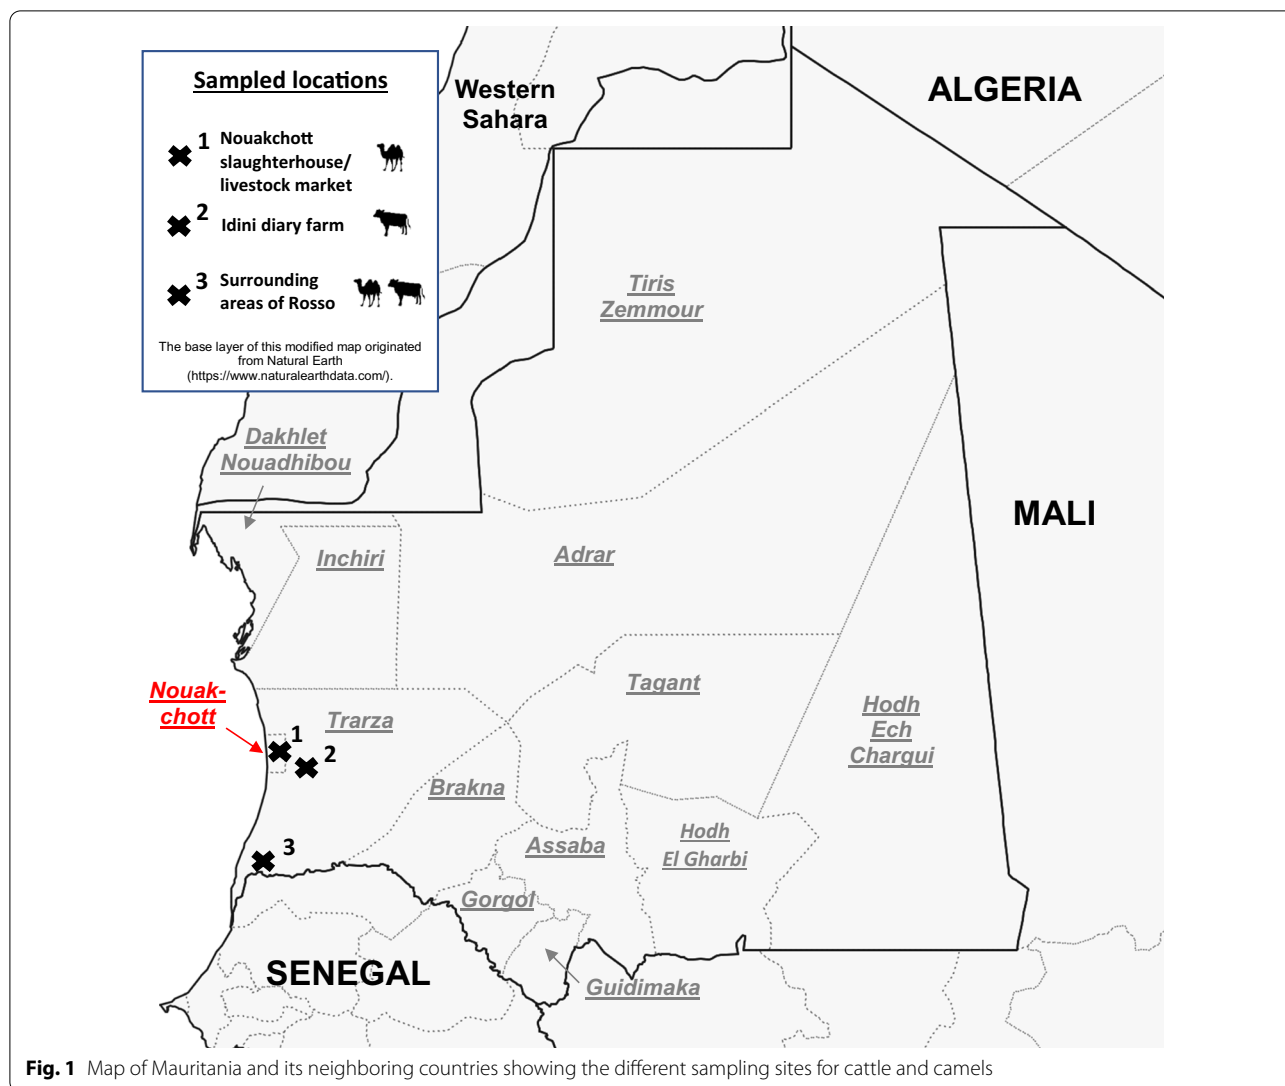 Sampled locations
1 Nouakchott
slaughterhouse/
livestock market
2 Idini diary farm
3 Surrounding
areas of Rosso
The base layer of this modified map originated
from Natural Earth
(https://www.naturalearthdata.com/).
Western
Sahara
ALGERIA
Tiris
Zemmour
Dakhlet
Nouadhibou
MALI
Inchiri
Adrar
Nouak-
chott
Tagant
Trarza
Hodh
Ech
Chargui
1
2
Brakna
Hodh
El Gharbi
Assaba
3
Gorgol
SENEGAL
Guidimaka
Fig. 1 Map of Mauritania and its neighboring countries showing the different sampling sites for cattle and camels